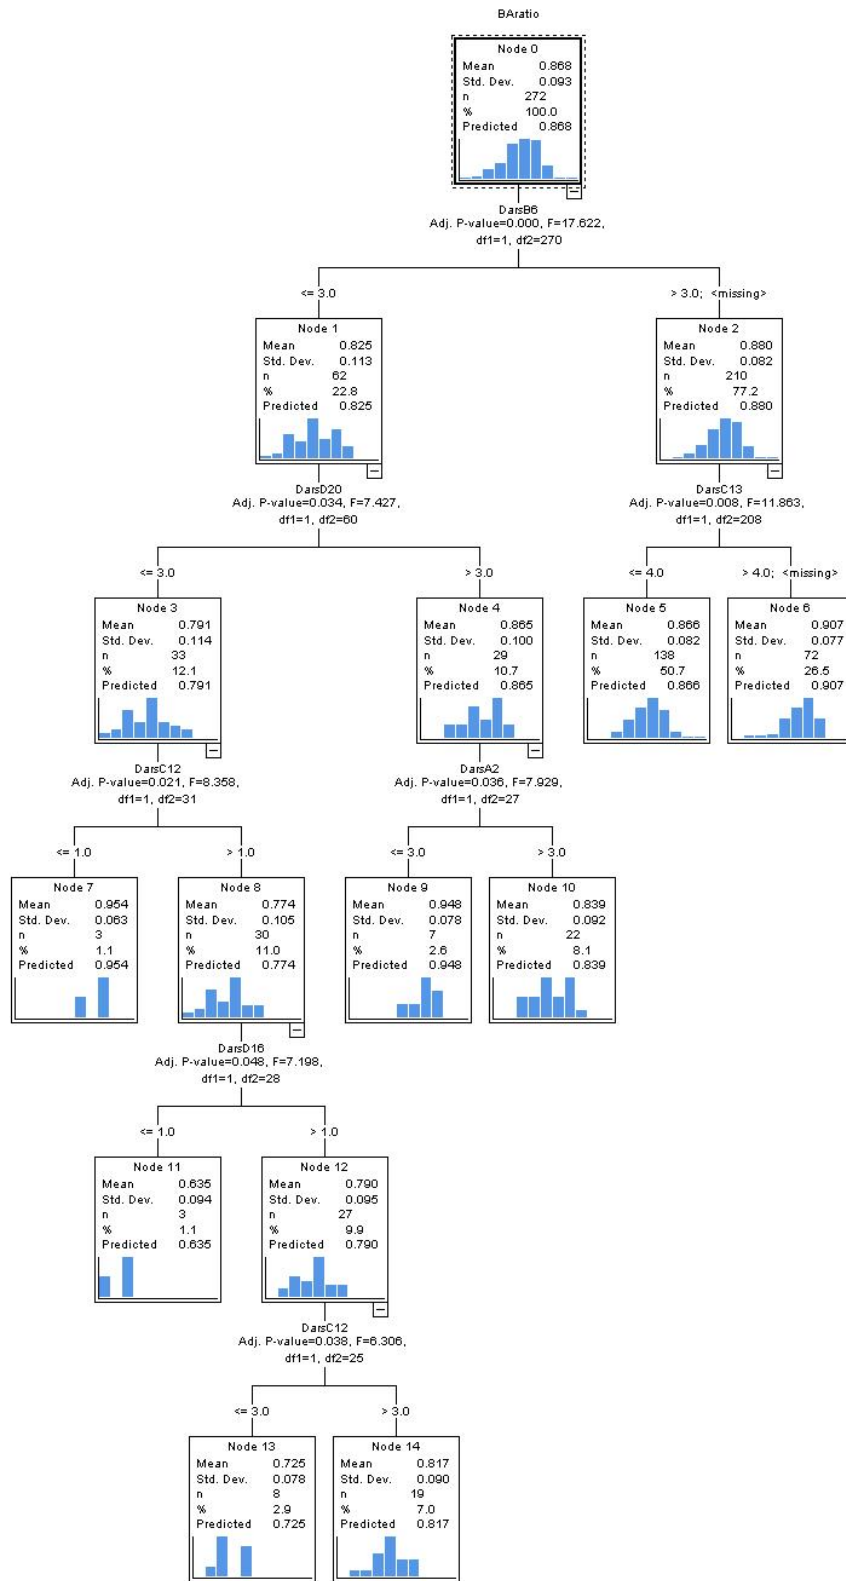 BAratio
Node 0
Mean 0.868
Std. Dev. 0.093
n 272
% 100.0
Predicted 0.868
DarsB6
Adj. P-value=0.000, F=17.622,
df1=1, df2=270
<= 3.0
> 3.0; <missing>
Node 1
Mean 0.825
Std. Dev. 0.113
n 62
% 22.8
Predicted 0.825
Node 2
Mean 0.880
Std. Dev. 0.082
n 210
% 77.2
Predicted 0.880
DarsD20
Adj. P-value=0.034, F=7.427,
df1=1, df2=60
DarsC13
Adj. P-value=0.008, F=11.863,
df1=1, df2=208
<= 3.0
> 3.0
<= 4.0
> 4.0; <missing>
Node 3
Mean 0.791
Std. Dev. 0.114
n 33
% 12.1
Predicted 0.791
Node 4
Mean 0.865
Std. Dev. 0.100
n 29
% 10.7
Predicted 0.865
Node 5
Mean 0.866
Std. Dev. 0.082
n 138
% 50.7
Predicted 0.866
Node 6
Mean 0.907
Std. Dev. 0.077
n 72
% 26.5
Predicted 0.907
DarsC12
Adj. P-value=0.021, F=8.358,
df1=1, df2=31
DarsA2
Adj. P-value=0.036, F=7.929,
df1=1, df2=27
<= 1.0
> 1.0
<= 3.0
> 3.0
Node 7
Mean 0.954
Std. Dev. 0.063
n 3
% 1.1
Predicted 0.954
Node 8
Mean 0.774
Std. Dev. 0.105
n 30
% 11.0
Predicted 0.774
Node 9
Mean 0.948
Std. Dev. 0.078
n 7
% 2.6
Predicted 0.948
Node 10
Mean 0.839
Std. Dev. 0.092
n 22
% 8.1
Predicted 0.839
DarsD16
Adj. P-value=0.048, F=7.198,
df1=1, df2=28
<= 1.0
> 1.0
Node 11
Mean 0.635
Std. Dev. 0.094
n 3
% 1.1
Predicted 0.635
Node 12
Mean 0.790
Std. Dev. 0.095
n 27
% 9.9
Predicted 0.790
DarsC12
Adj. P-value=0.038, F=6.306,
df1=1, df2=25
<= 3.0
> 3.0
Node 13
Mean 0.725
Std. Dev. 0.078
n 8
% 2.9
Predicted 0.725
Node 14
Mean 0.817
Std. Dev. 0.090
n 19
% 7.0
Predicted 0.817